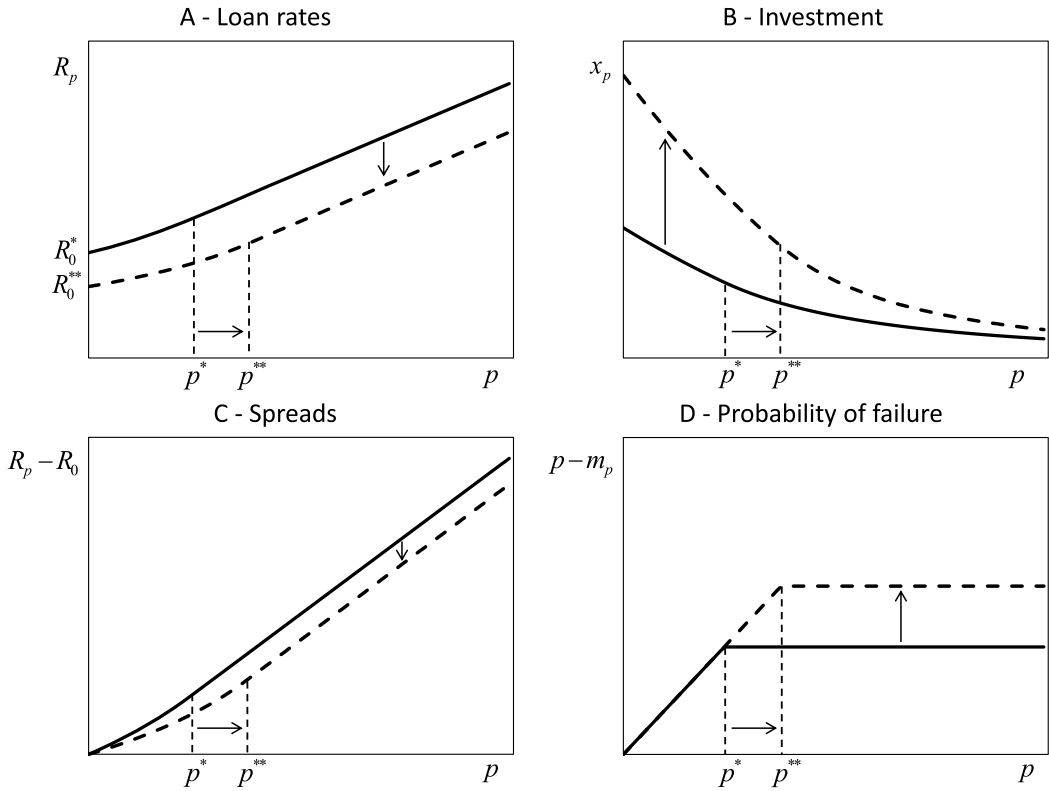 A - Loan rates
R_p
R_0^*
R_0^**
p^* p^** p
B - Investment
x_p
p^* p^** p
C - Spreads
R_p − R_0
p^* p^** p
D - Probability of failure
p − m_p
p^* p^** p